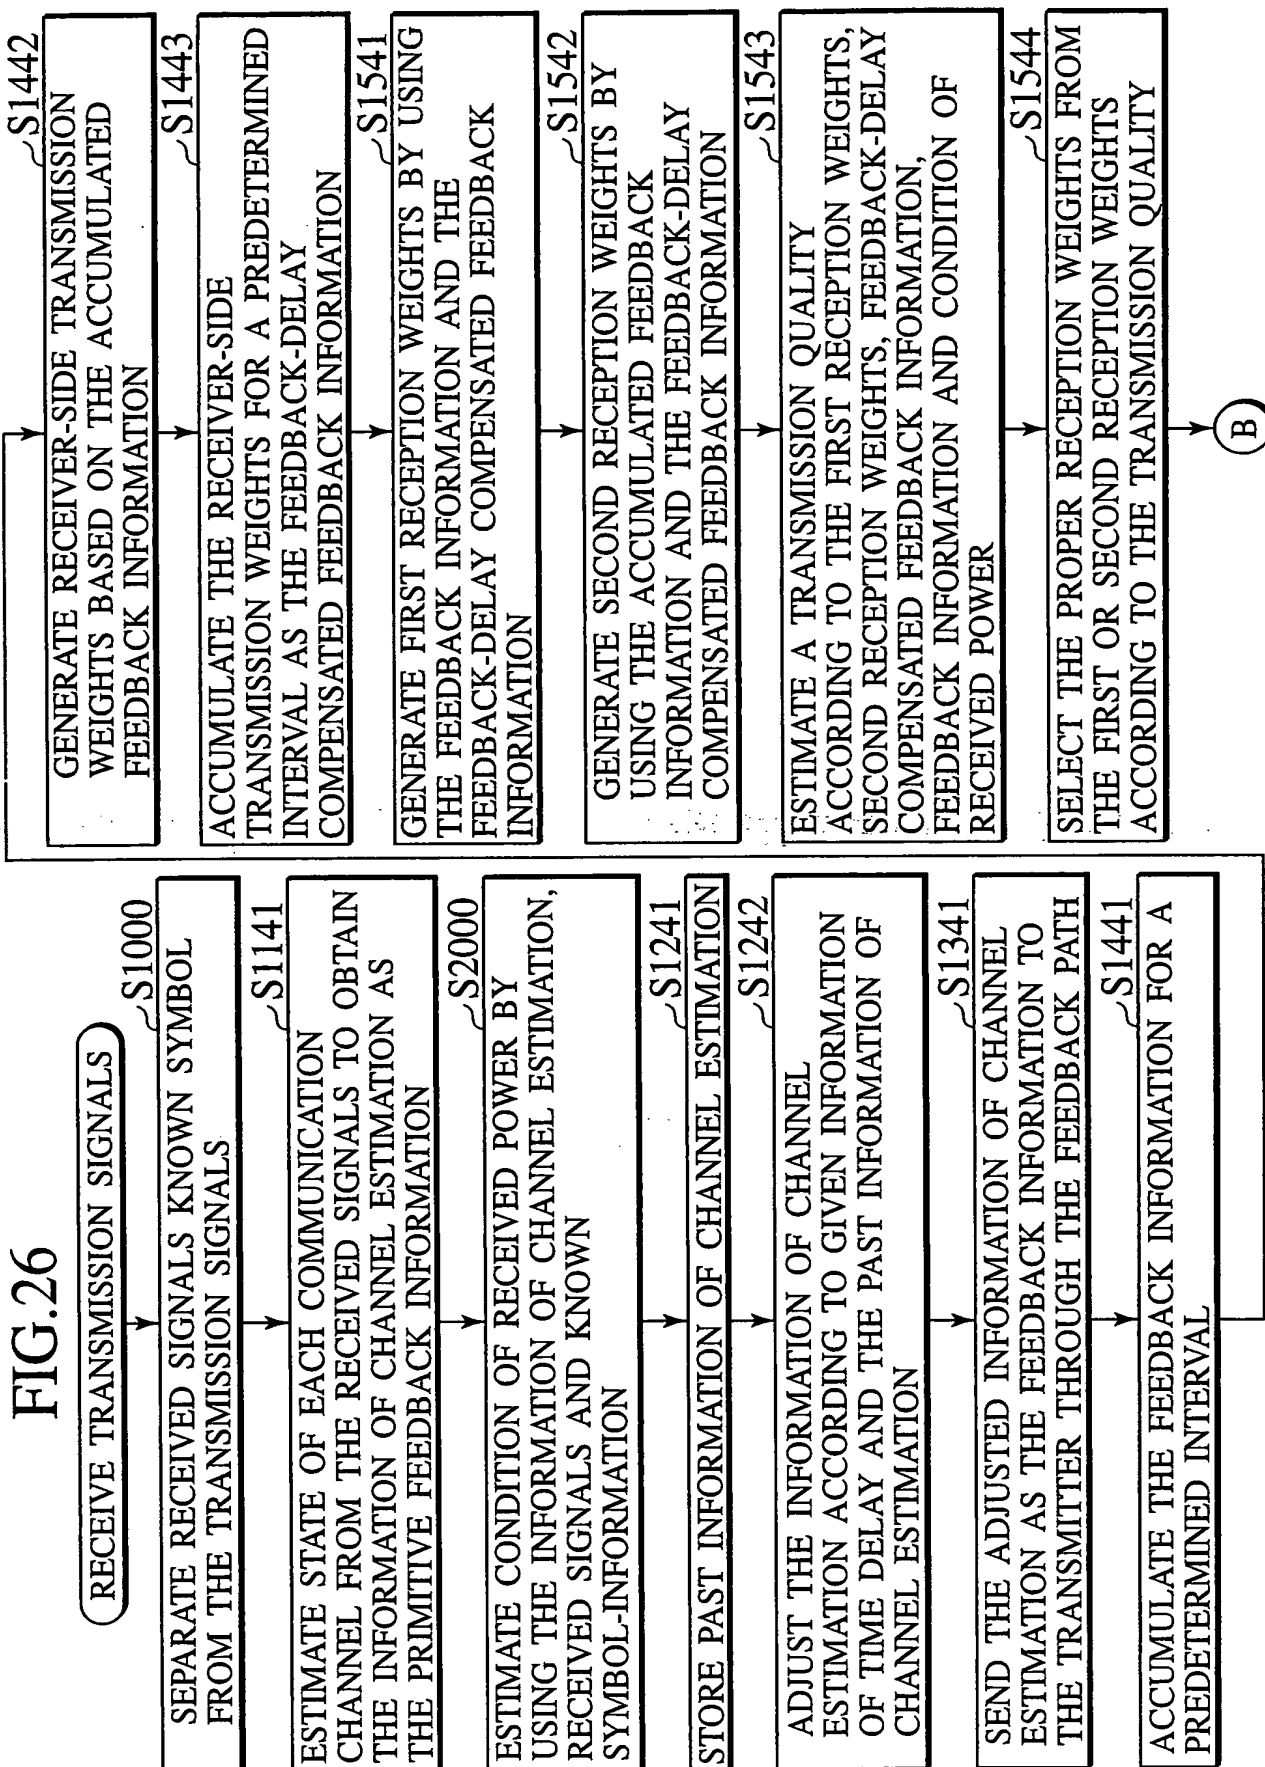 FIG.26
RECEIVE TRANSMISSION SIGNALS
S1000
SEPARATE RECEIVED SIGNALS KNOWN SYMBOL
FROM THE TRANSMISSION SIGNALS
S1141
ESTIMATE STATE OF EACH COMMUNICATION
CHANNEL FROM THE RECEIVED SIGNALS TO OBTAIN
THE INFORMATION OF CHANNEL ESTIMATION AS
THE PRIMITIVE FEEDBACK INFORMATION
S2000
ESTIMATE CONDITION OF RECEIVED POWER BY
USING THE INFORMATION OF CHANNEL ESTIMATION,
RECEIVED SIGNALS AND KNOWN
SYMBOL-INFORMATION
S1241
STORE PAST INFORMATION OF CHANNEL ESTIMATION
S1242
ADJUST THE INFORMATION OF CHANNEL
ESTIMATION ACCORDING TO GIVEN INFORMATION
OF TIME DELAY AND THE PAST INFORMATION OF
CHANNEL ESTIMATION
S1341
SEND THE ADJUSTED INFORMATION OF CHANNEL
ESTIMATION AS THE FEEDBACK INFORMATION TO
THE TRANSMITTER THROUGH THE FEEDBACK PATH
S1441
ACCUMULATE THE FEEDBACK INFORMATION FOR A
PREDETERMINED INTERVAL
S1442
GENERATE RECEIVER-SIDE TRANSMISSION
WEIGHTS BASED ON THE ACCUMULATED
FEEDBACK INFORMATION
S1443
ACCUMULATE THE RECEIVER-SIDE
TRANSMISSION WEIGHTS FOR A PREDETERMINED
INTERVAL AS THE FEEDBACK-DELAY
COMPENSATED FEEDBACK INFORMATION
S1541
GENERATE FIRST RECEPTION WEIGHTS BY USING
THE FEEDBACK INFORMATION AND THE
FEEDBACK-DELAY COMPENSATED FEEDBACK
INFORMATION
S1542
GENERATE SECOND RECEPTION WEIGHTS BY
USING THE ACCUMULATED FEEDBACK
INFORMATION AND THE FEEDBACK-DELAY
COMPENSATED FEEDBACK INFORMATION
S1543
ESTIMATE A TRANSMISSION QUALITY
ACCORDING TO THE FIRST RECEPTION WEIGHTS,
SECOND RECEPTION WEIGHTS, FEEDBACK-DELAY
COMPENSATED FEEDBACK INFORMATION,
FEEDBACK INFORMATION AND CONDITION OF
RECEIVED POWER
S1544
SELECT THE PROPER RECEPTION WEIGHTS FROM
THE FIRST OR SECOND RECEPTION WEIGHTS
ACCORDING TO THE TRANSMISSION QUALITY
B